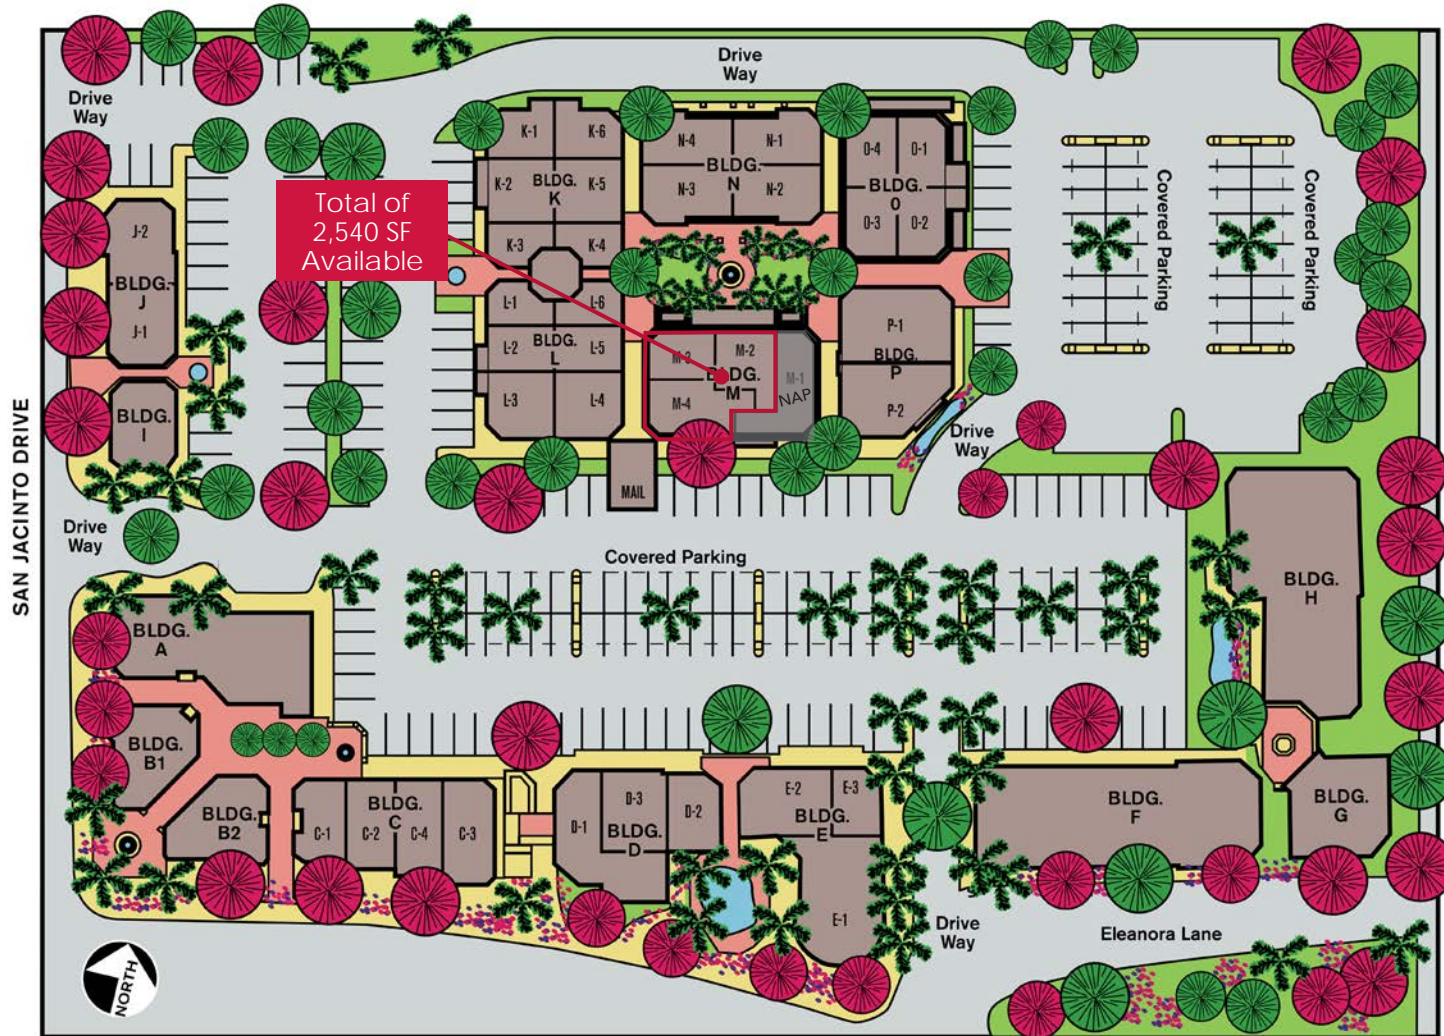 Drive
Way
Drive
Way
K-1
K-6
K-2
BLDG.
K
K-5
K-3
K-4
N-4
N-1
BLDG.
N
N-3
N-2
O-4
O-1
BLDG.
O
O-3
O-2
Covered Parking
Covered Parking
Total of
2,540 SF
Available
J-2
BLDG.
J
J-1
BLDG.
I
L-1
L-6
L-2
BLDG.
L
L-5
L-3
L-4
M-3
M-2
BLDG.
M
M-1
NAP
M-4
P-1
BLDG.
P
P-2
Drive
Way
MAIL
SAN JACINTO DRIVE
Drive
Way
Covered Parking
BLDG.
H
BLDG.
A
BLDG.
B1
BLDG.
B2
BLDG.
C
C-1
C-2
C-4
C-3
D-3
D-1
D-2
BLDG.
D
E-2
E-3
BLDG.
E
E-1
BLDG.
F
BLDG.
G
Drive
Way
Eleanora Lane
NORTH